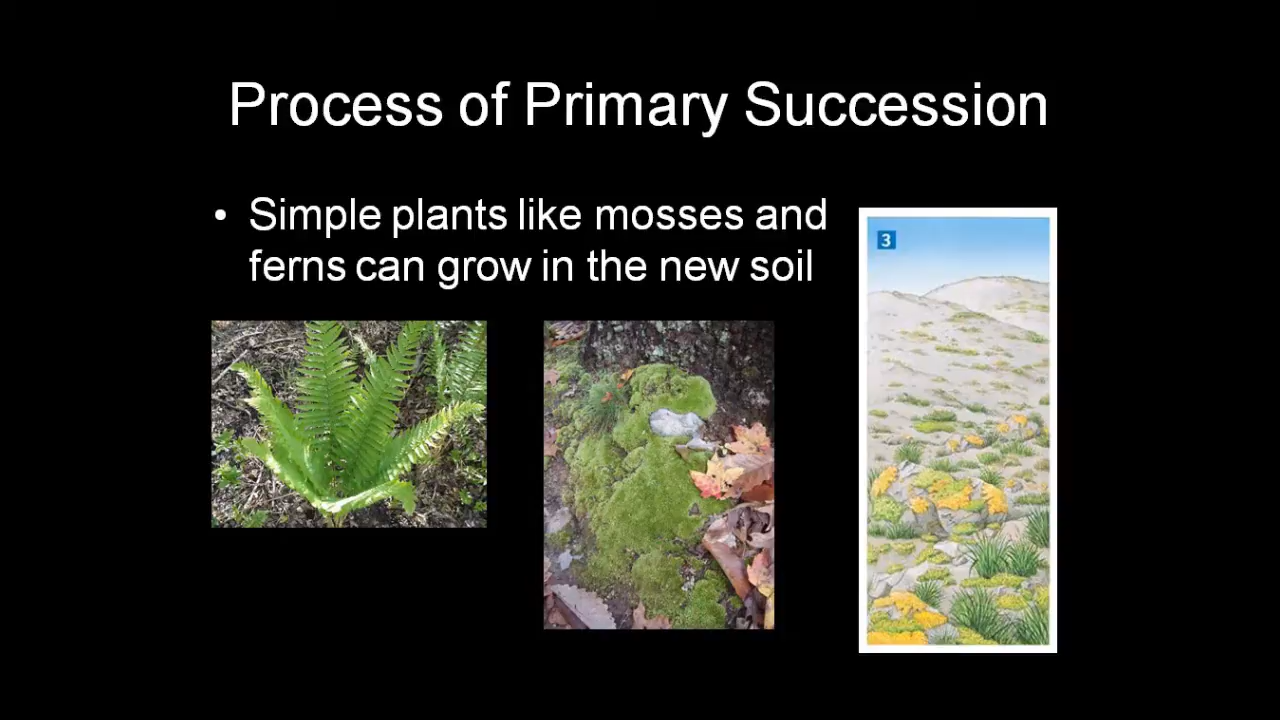 Process of Primary Succession
• Simple plants like mosses and
ferns can grow in the new soil
3